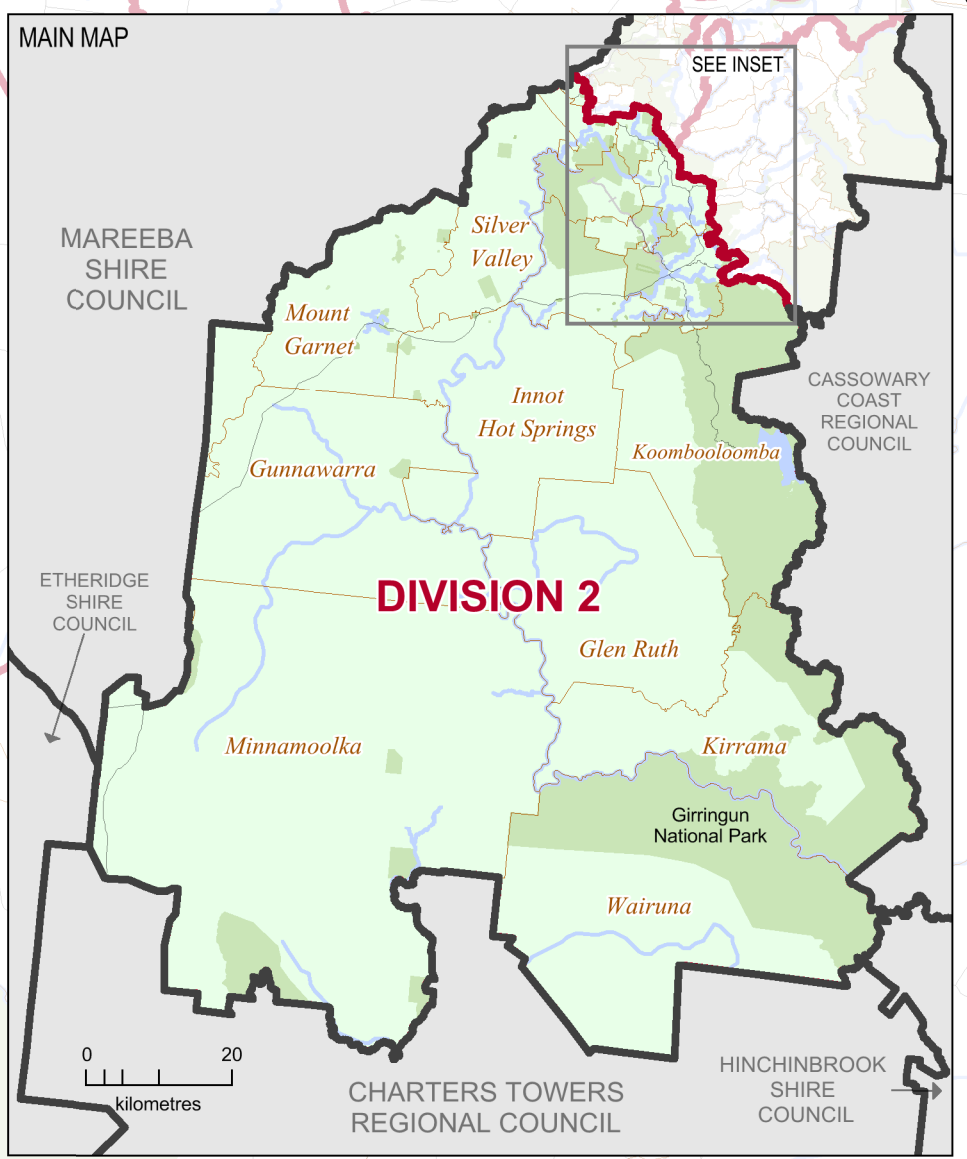 MAIN MAP
SEE INSET
MAREEBA
SHIRE
COUNCIL
Silver
Valley
Mount
Garnet
CASSOWARY
COAST
REGIONAL
COUNCIL
Innot
Hot Springs
Koombooloomba
Gunnawarra
ETHERIDGE
SHIRE
COUNCIL
DIVISION 2
Glen Ruth
Minnamoolka
Kirrama
Girringun
National Park
Wairuna
0 20
kilometres
CHARTERS TOWERS
REGIONAL COUNCIL
HINCHINBROOK
SHIRE
COUNCIL